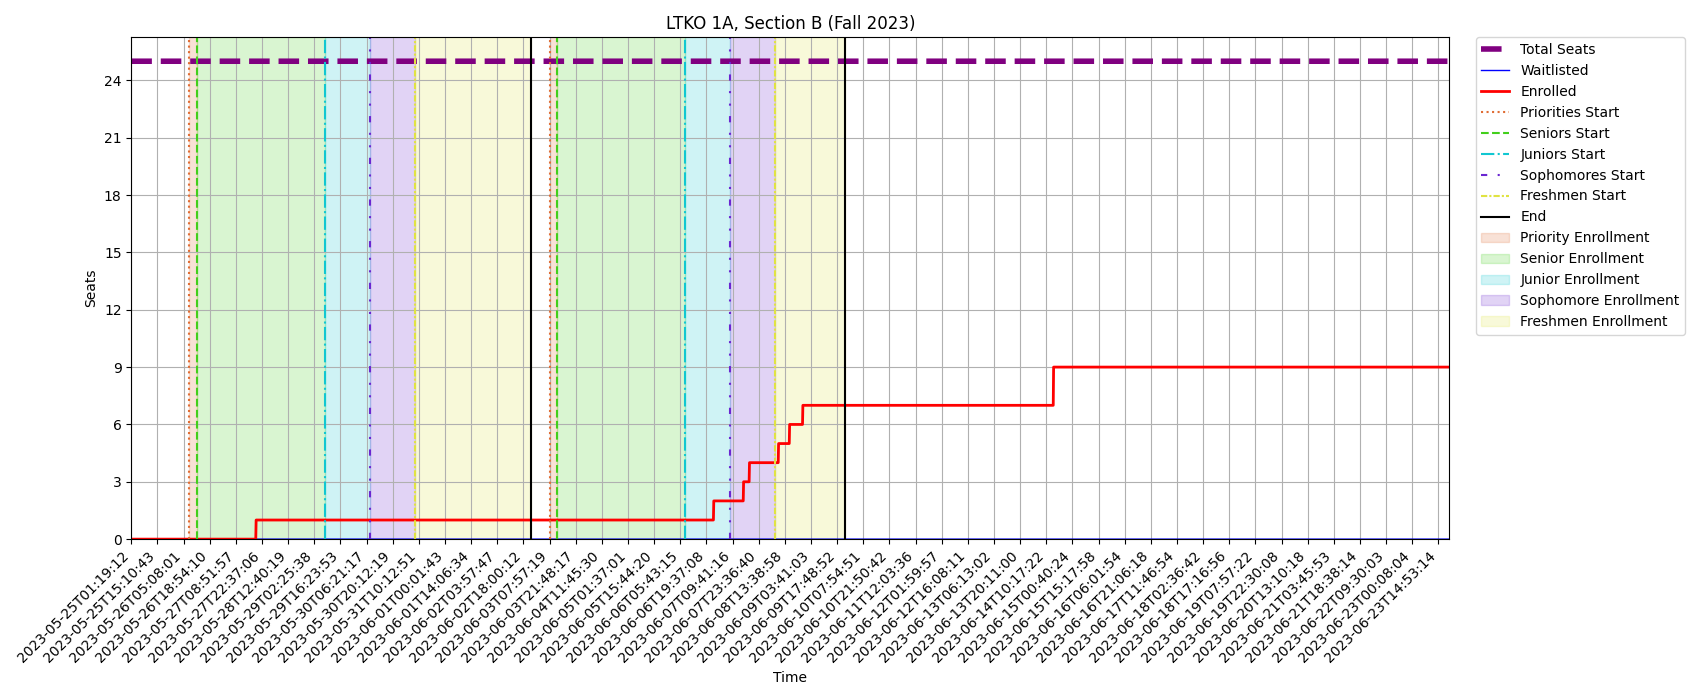 LTKO 1A, Section B (Fall 2023)
Total Seats
Waitlisted
Enrolled
Priorities Start
Seniors Start
Juniors Start
Sophomores Start
Freshmen Start
End
Priority Enrollment
Senior Enrollment
Junior Enrollment
Sophomore Enrollment
Freshmen Enrollment
Seats
24
21
18
15
12
9
6
3
0
2023-05-25T01:19:12
2023-05-25T15:10:43
2023-05-26T05:08:01
2023-05-26T18:54:10
2023-05-27T08:51:57
2023-05-27T22:37:06
2023-05-28T12:40:19
2023-05-29T02:25:38
2023-05-29T16:23:53
2023-05-30T06:21:17
2023-05-30T20:12:19
2023-05-31T10:12:51
2023-06-01T00:01:43
2023-06-01T14:06:34
2023-06-02T03:57:47
2023-06-02T18:00:12
2023-06-03T07:57:19
2023-06-03T21:48:17
2023-06-04T11:45:30
2023-06-05T01:37:01
2023-06-05T15:44:20
2023-06-06T05:43:15
2023-06-06T19:37:08
2023-06-07T09:41:16
2023-06-07T23:36:40
2023-06-08T13:38:58
2023-06-09T03:41:03
2023-06-09T17:48:52
2023-06-10T07:54:51
2023-06-10T21:50:42
2023-06-11T12:03:36
2023-06-12T01:59:57
2023-06-12T16:08:11
2023-06-13T06:13:02
2023-06-13T20:11:00
2023-06-14T10:17:22
2023-06-15T00:40:24
2023-06-15T15:17:58
2023-06-16T06:01:54
2023-06-16T21:06:18
2023-06-17T11:46:54
2023-06-18T02:36:42
2023-06-18T17:16:56
2023-06-19T07:57:22
2023-06-19T22:30:08
2023-06-20T13:10:18
2023-06-21T03:45:53
2023-06-21T18:38:14
2023-06-22T09:30:03
2023-06-23T00:08:04
2023-06-23T14:53:14
Time